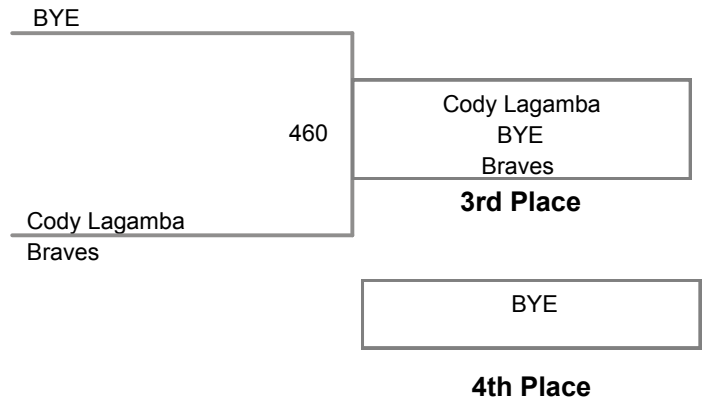 BYE
460
Cody Lagamba
BYE
Braves
3rd Place
Cody Lagamba
Braves
BYE
4th Place